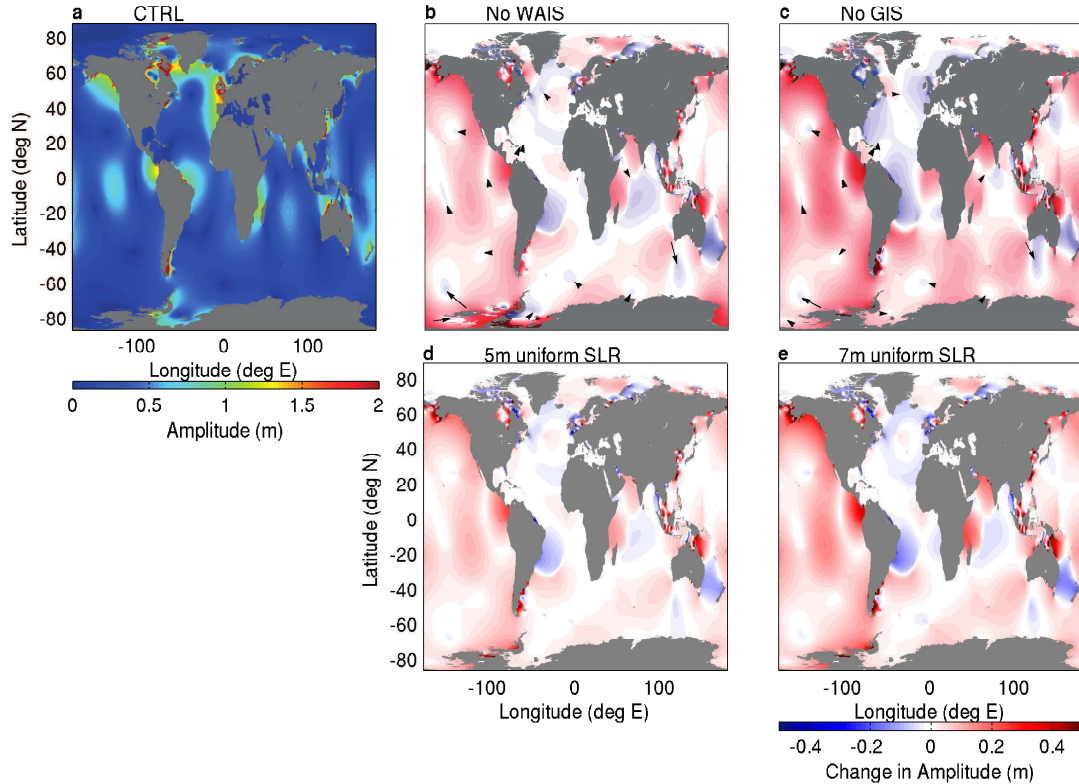 a CTRL
b No WAIS
c No GIS
80
60
40
20
0
-20
-40
-60
-80
Latitude (deg N)
-100 0 100
Longitude (deg E)
0 0.5 1 1.5 2
Amplitude (m)
d 5m uniform SLR
e 7m uniform SLR
80
60
40
20
0
-20
-40
-60
-80
Latitude (deg N)
-100 0 100
Longitude (deg E)
-100 0 100
Longitude (deg E)
-0.4 -0.2 0 0.2 0.4
Change in Amplitude (m)